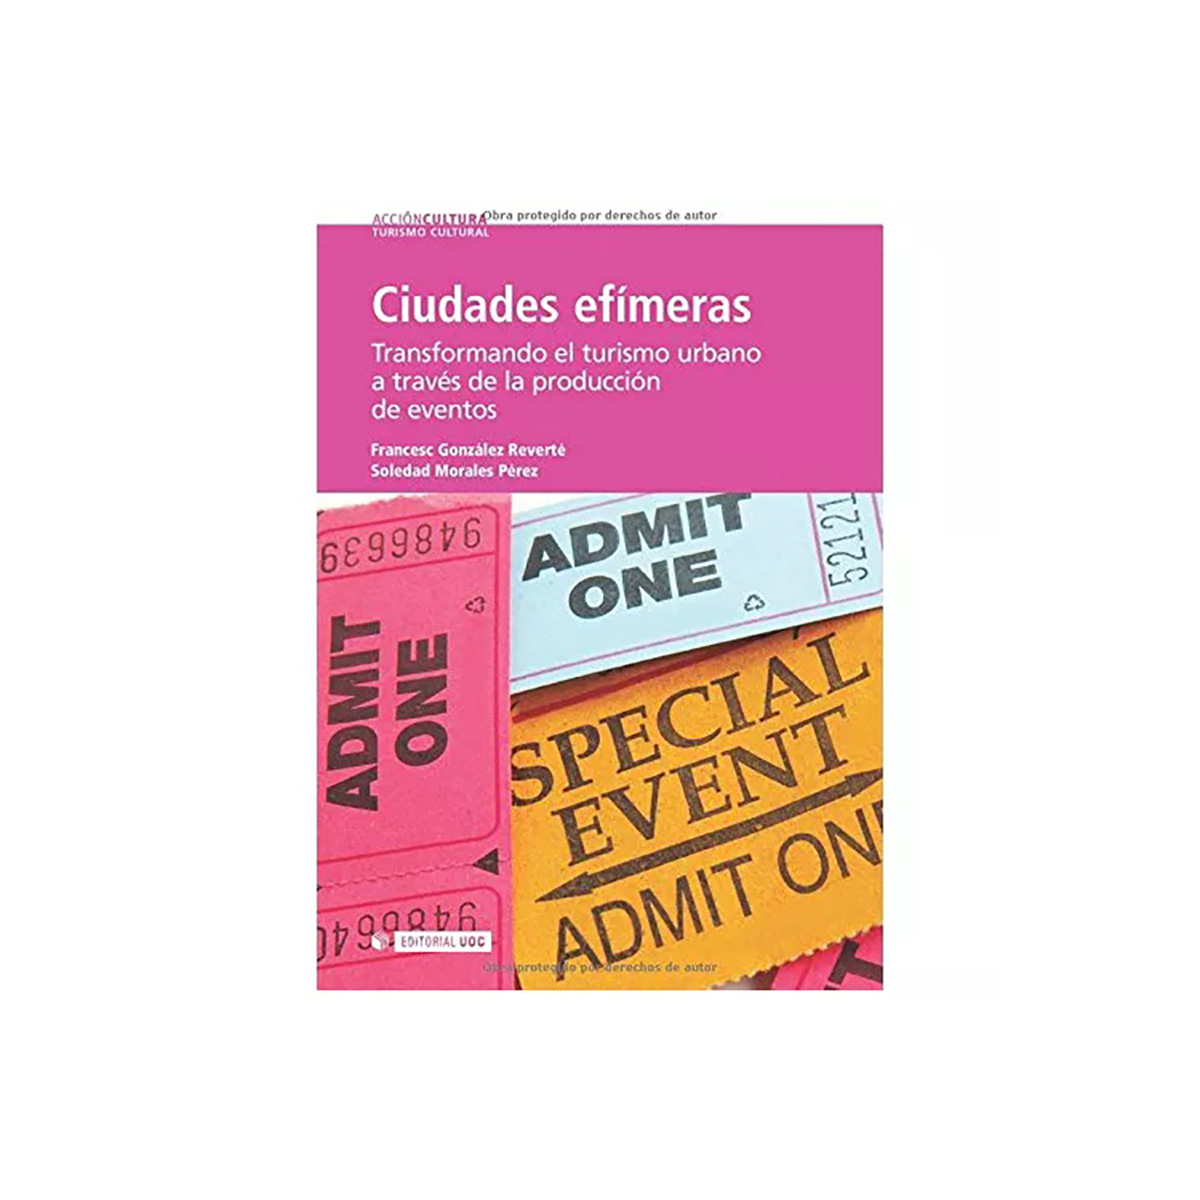 ACCIÓNCULTURA
Obra protegido por derechos de autor
TURISMO CULTURAL
Ciudades efímeras
Transformando el turismo urbano
a través de la producción
de eventos
Francesc González Reverté
Soledad Morales Pérez
9486639
ADMIT
ONE
52121
ADMIT
ONE
SPECIAL
EVENT
ADMIT ON
EDITORIAL UOC
Obra protegido por derechos de autor